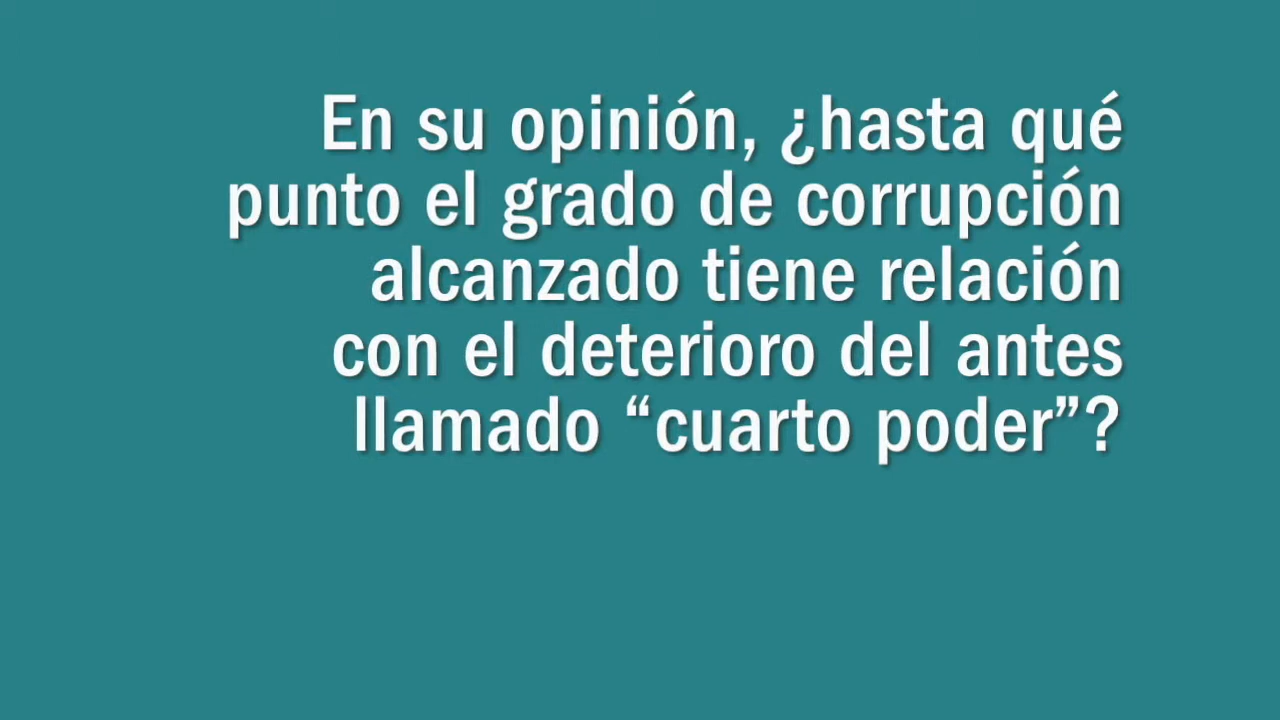 En su opinión, ¿hasta qué
punto el grado de corrupción
alcanzado tiene relación
con el deterioro del antes
llamado “cuarto poder”?